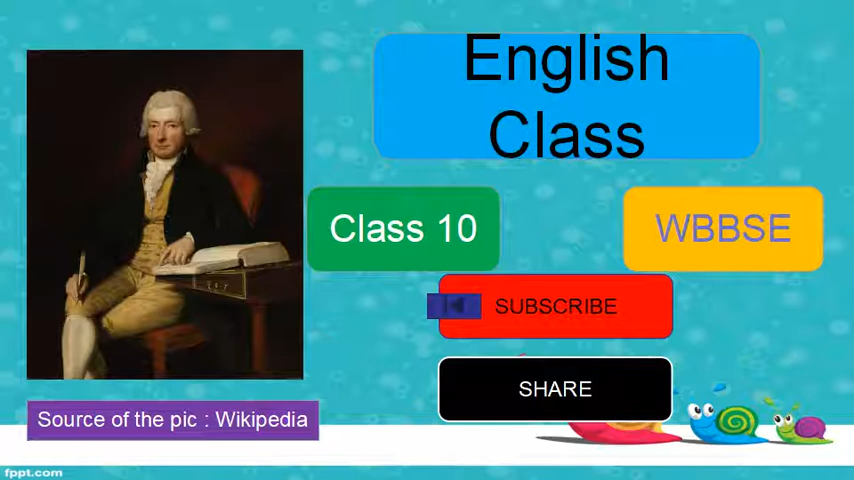 English
Class
Class 10
WBBSE
SUBSCRIBE
SHARE
Source of the pic : Wikipedia
fppt.com